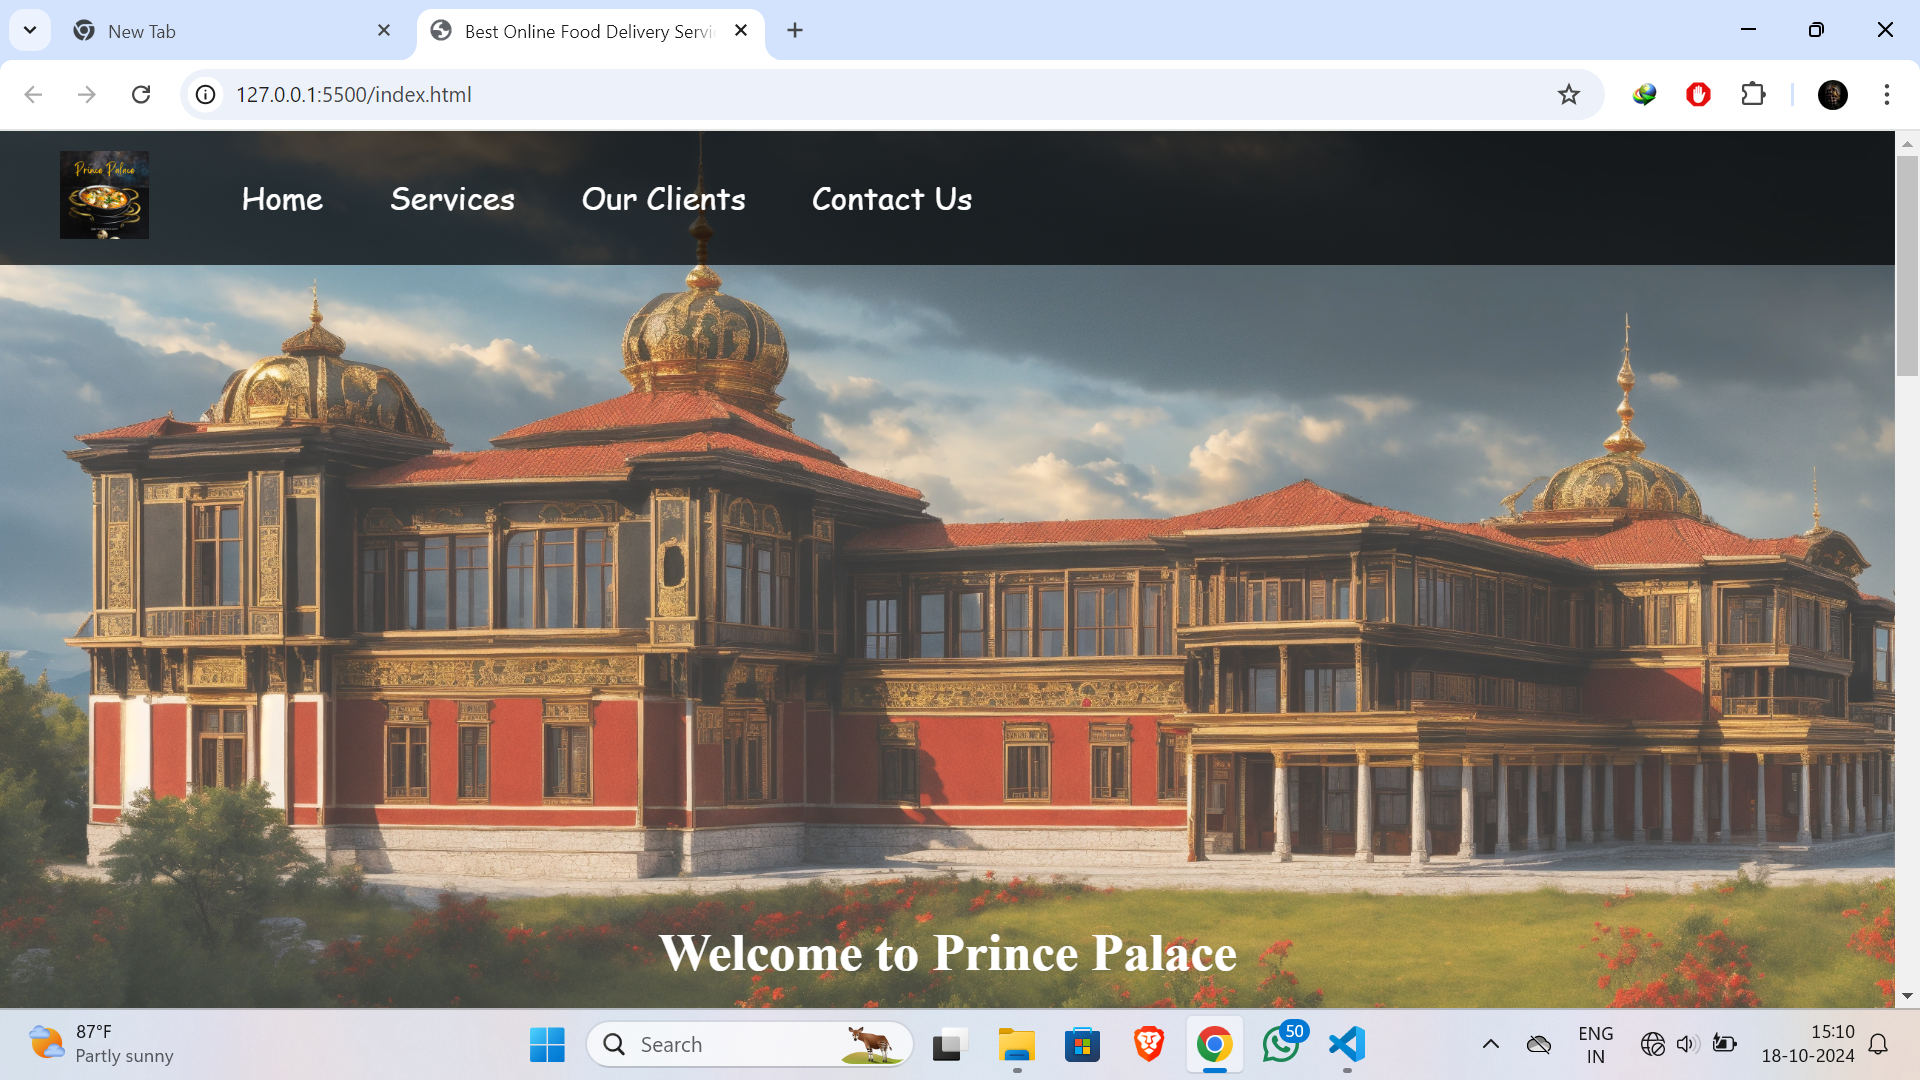 New Tab
Best Online Food Delivery Servi
127.0.0.1:5500/index.html
Prince Palace
Home
Services
Our Clients
Contact Us
Welcome to Prince Palace
87°F
Partly sunny
Search
50
ENG
IN
15:10
18-10-2024